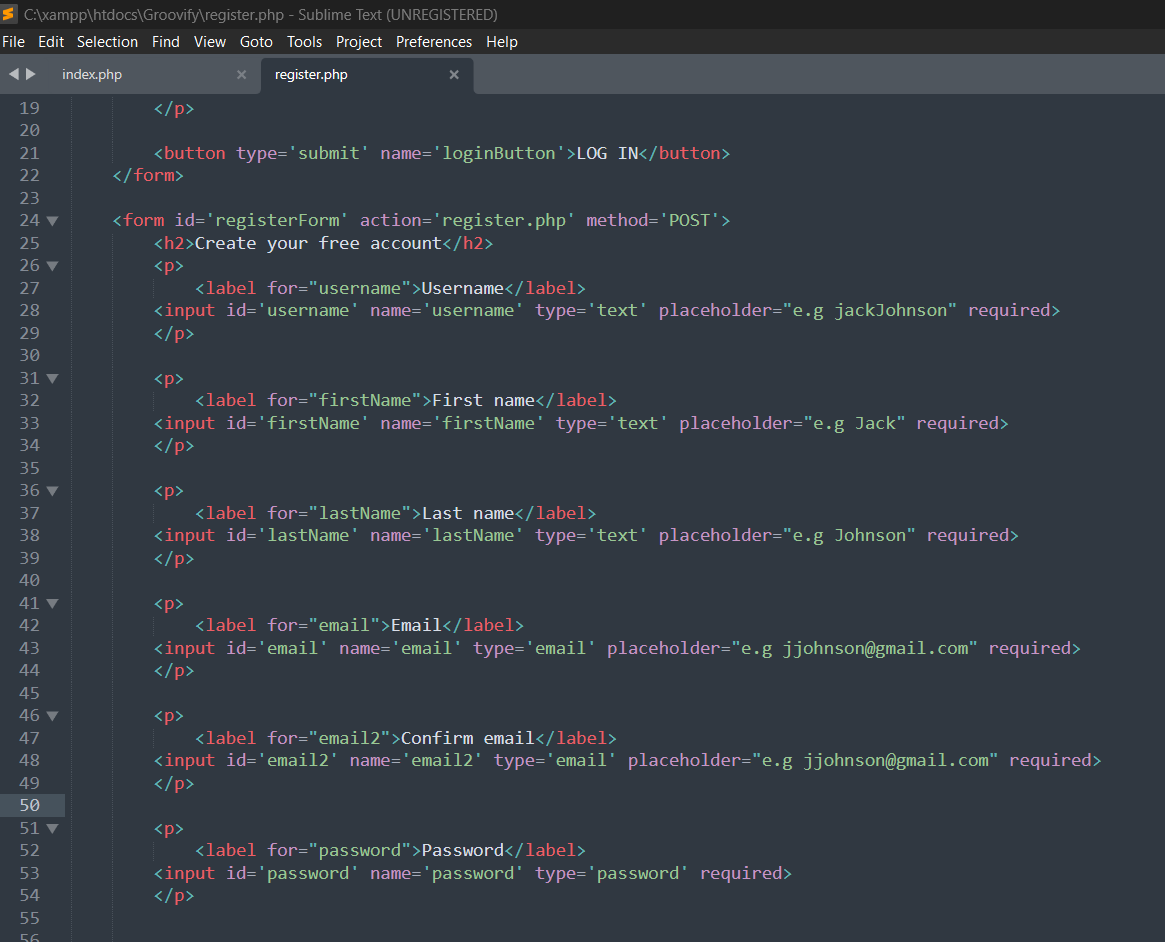 C:\xampp\htdocs\Groovify\register.php - Sublime Text (UNREGISTERED)
File Edit Selection Find View Goto Tools Project Preferences Help
index.php × register.php ×
19 </p>
20
21 <button type='submit' name='loginButton'>LOG IN</button>
22 </form>
23
24 <form id='registerForm' action='register.php' method='POST'>
25 <h2>Create your free account</h2>
26 <p>
27 <label for="username">Username</label>
28 <input id='username' name='username' type='text' placeholder="e.g jackJohnson" required>
29 </p>
30
31 <p>
32 <label for="firstName">First name</label>
33 <input id='firstName' name='firstName' type='text' placeholder="e.g Jack" required>
34 </p>
35
36 <p>
37 <label for="lastName">Last name</label>
38 <input id='lastName' name='lastName' type='text' placeholder="e.g Johnson" required>
39 </p>
40
41 <p>
42 <label for="email">Email</label>
43 <input id='email' name='email' type='email' placeholder="e.g jjohnson@gmail.com" required>
44 </p>
45
46 <p>
47 <label for="email2">Confirm email</label>
48 <input id='email2' name='email2' type='email' placeholder="e.g jjohnson@gmail.com" required>
49 </p>
50
51 <p>
52 <label for="password">Password</label>
53 <input id='password' name='password' type='password' required>
54 </p>
55
56